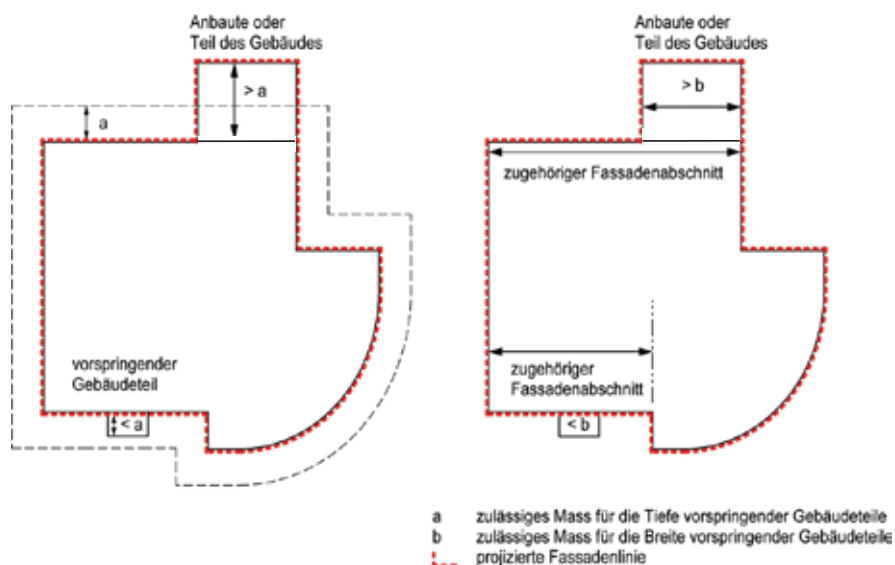 Anbaute oder
Teil des Gebäudes
> a
a
vorspringender
Gebäudeteil
< a
Anbaute oder
Teil des Gebäudes
> b
zugehöriger Fassadenabschnitt
zugehöriger
Fassadenabschnitt
< b
a zulässiges Mass für die Tiefe vorspringender Gebäudeteile
b zulässiges Mass für die Breite vorspringender Gebäudeteile
projizierte Fassadenlinie